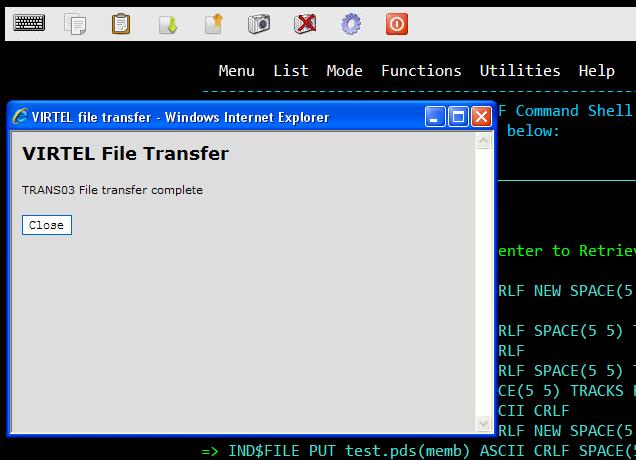 Menu List Mode Functions Utilities Help
F Command Shell
below:
VIRTEL file transfer - Windows Internet Explorer
VIRTEL File Transfer
TRANS03 File transfer complete
Close
enter to
RLF NEW SPACE(5
RLF SPACE(5 5)
RLF
RLF SPACE(5 5)
CE(5 5) TRACKS
CII CRLF
RLF NEW SPACE(5
=> IND$FILE PUT test.pds(memb) ASCII CRLF SPACE(